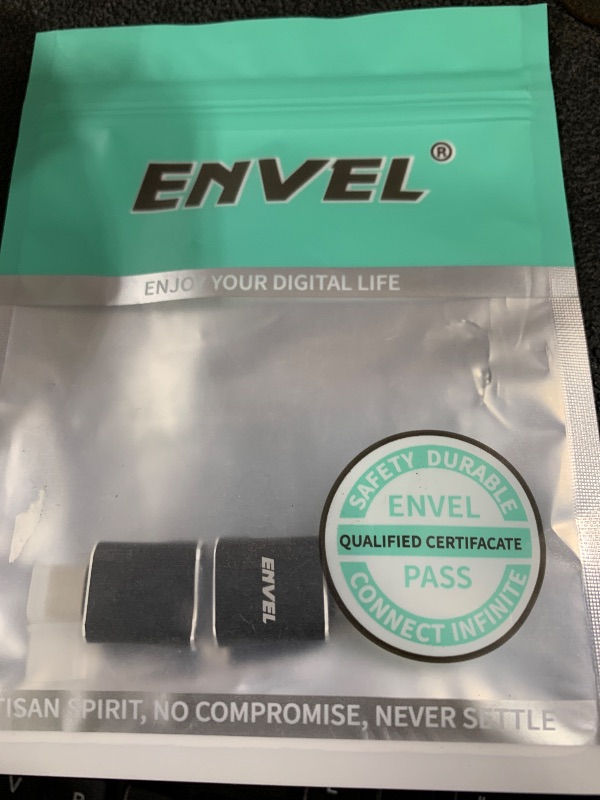 ENVEL®
ENJOY YOUR DIGITAL LIFE
SAFETY DURABLE
ENVEL
QUALIFIED CERTIFACATE
PASS
CONNECT INFINITE
ENVEL
SPIRIT, NO COMPROMISE, NEVER SETTLE